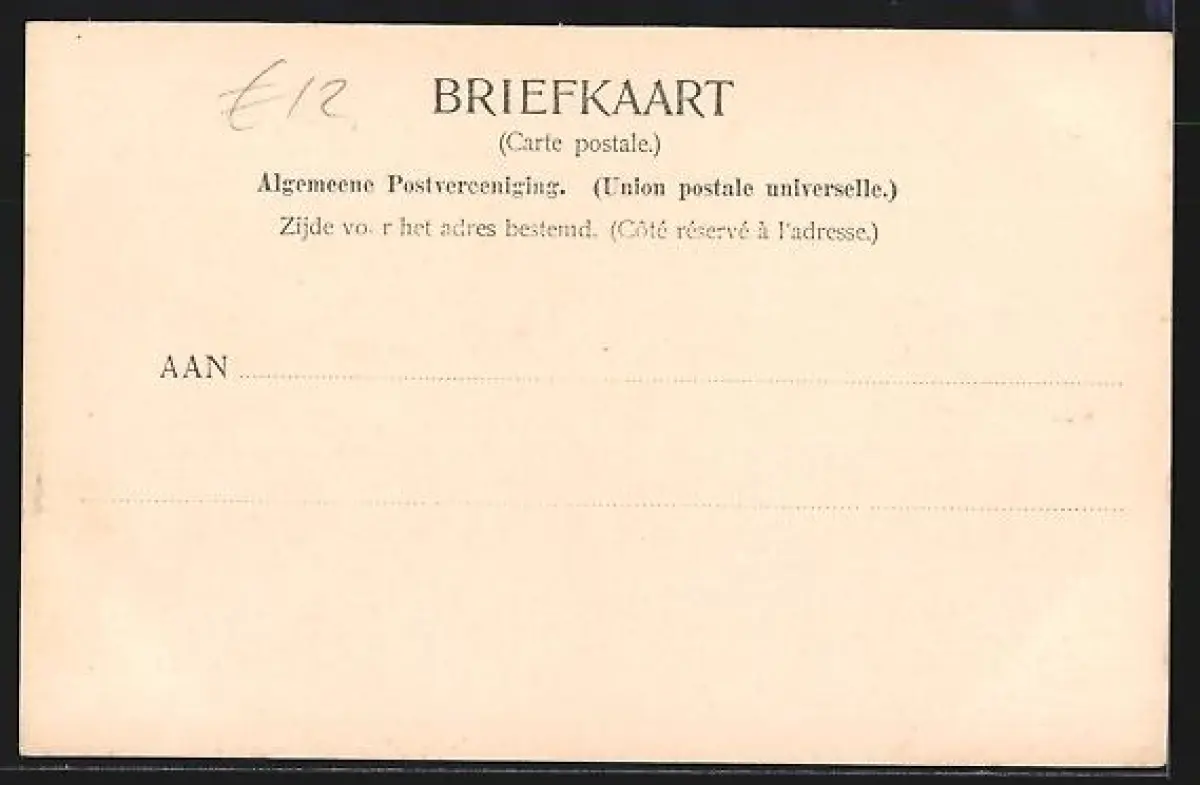 €12
BRIEFKAART
(Carte postale.)
Algemeene Postvereeniging. (Union postale universelle.)
Zijde vo r het adres bestemd. (Côté réservé à l'adresse.)
AAN